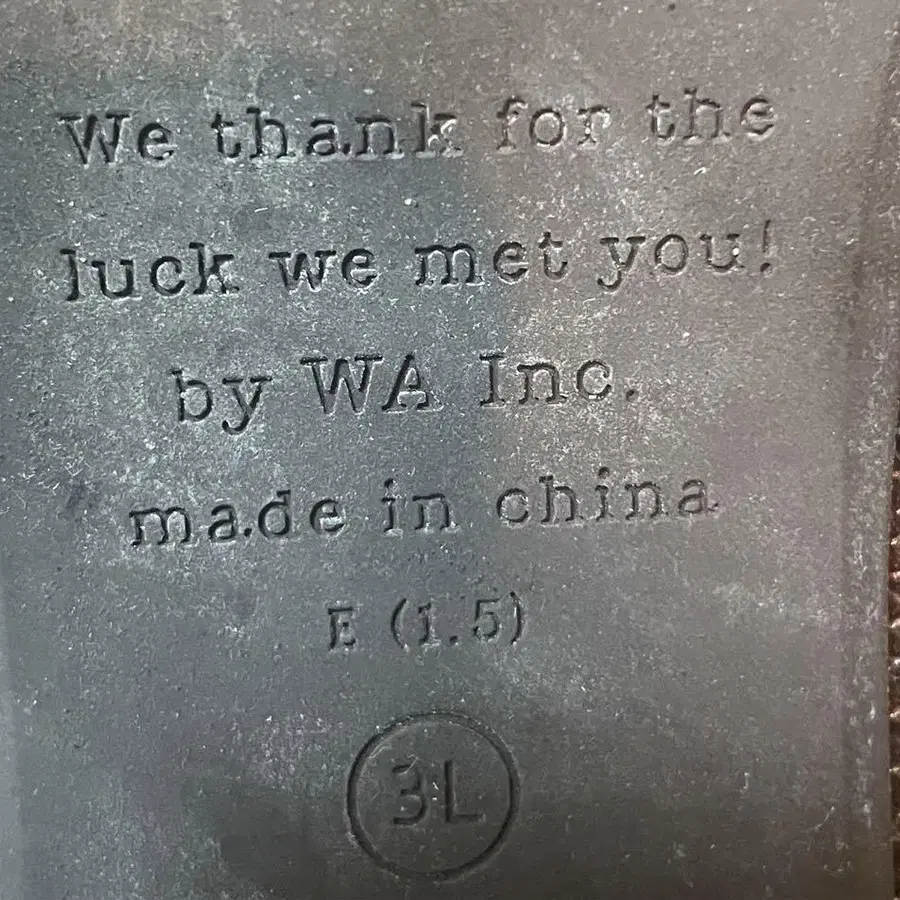 We thank for the
luck we met you!
by WA Inc.
made in china
E (1.5)
3L